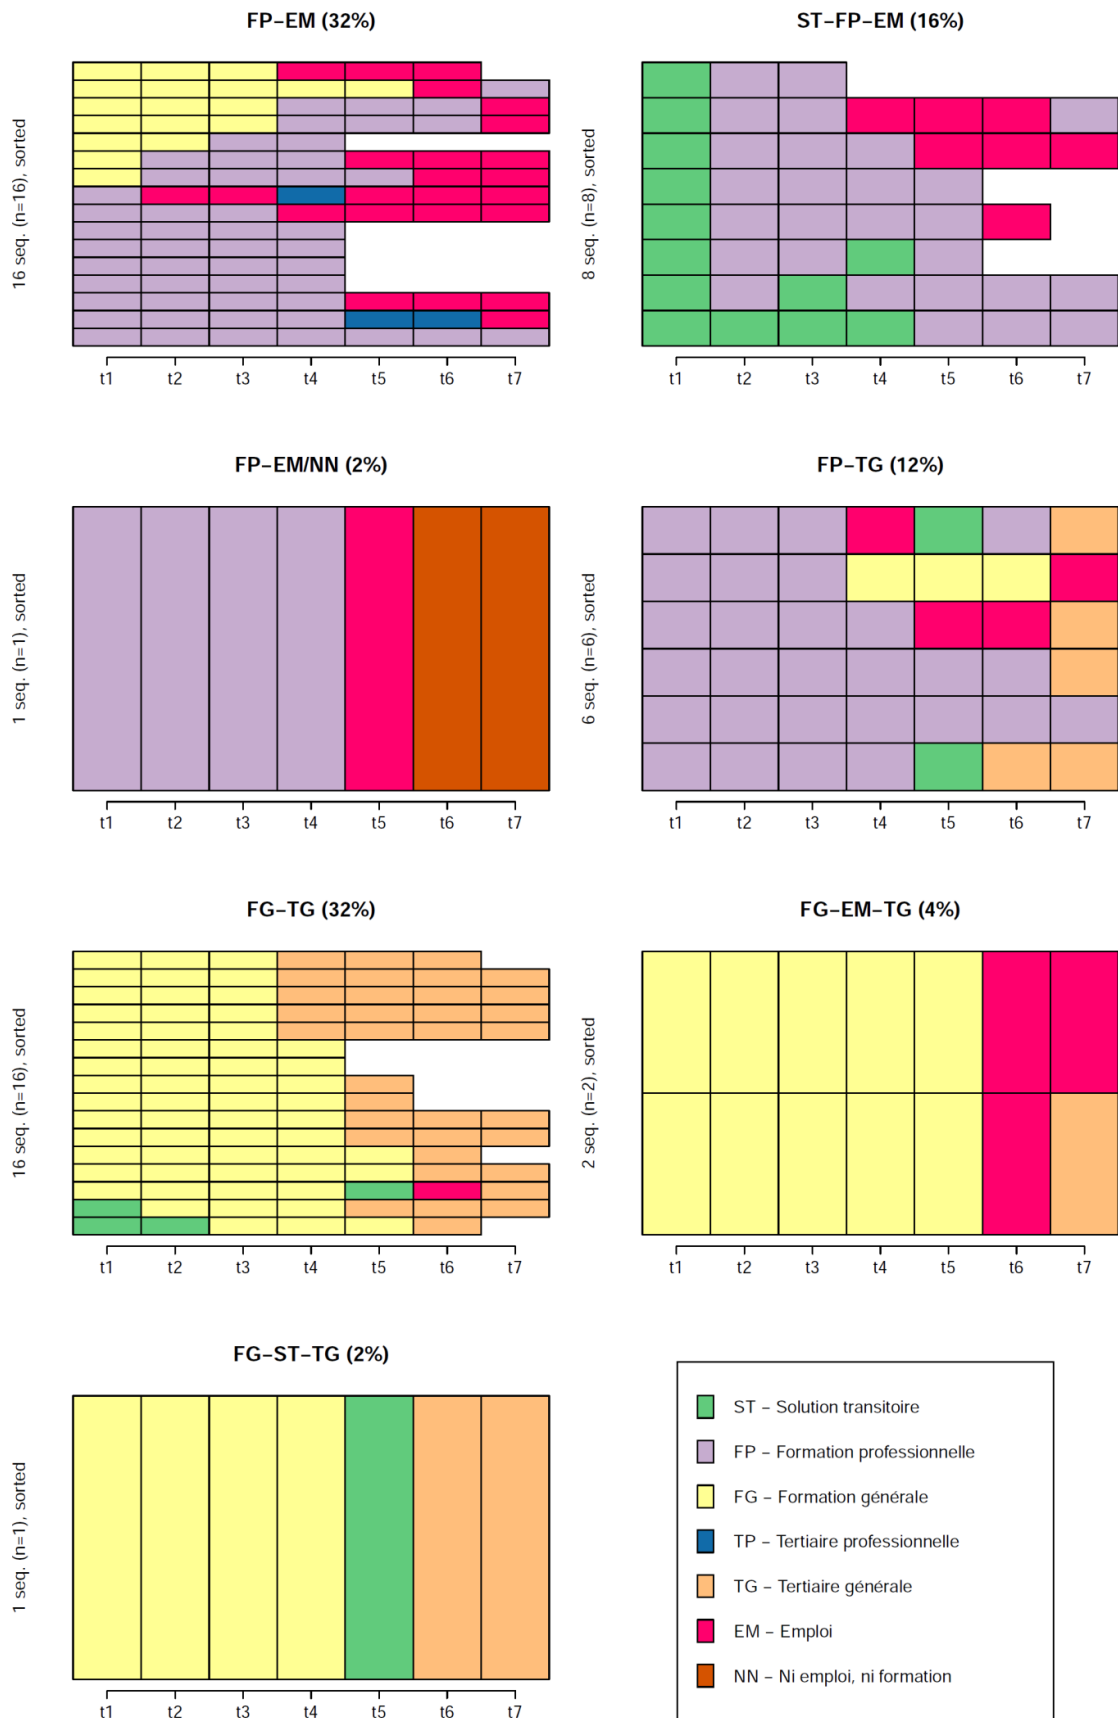 FP–EM (32%)
16 seq. (n=16), sorted
t1 t2 t3 t4 t5 t6 t7
ST–FP–EM (16%)
8 seq. (n=8), sorted
t1 t2 t3 t4 t5 t6 t7
FP–EM/NN (2%)
1 seq. (n=1), sorted
t1 t2 t3 t4 t5 t6 t7
FP–TG (12%)
6 seq. (n=6), sorted
t1 t2 t3 t4 t5 t6 t7
FG–TG (32%)
16 seq. (n=16), sorted
t1 t2 t3 t4 t5 t6 t7
FG–EM–TG (4%)
2 seq. (n=2), sorted
t1 t2 t3 t4 t5 t6 t7
FG–ST–TG (2%)
1 seq. (n=1), sorted
t1 t2 t3 t4 t5 t6 t7
ST – Solution transitoire
FP – Formation professionnelle
FG – Formation générale
TP – Tertiaire professionnelle
TG – Tertiaire générale
EM – Emploi
NN – Ni emploi, ni formation